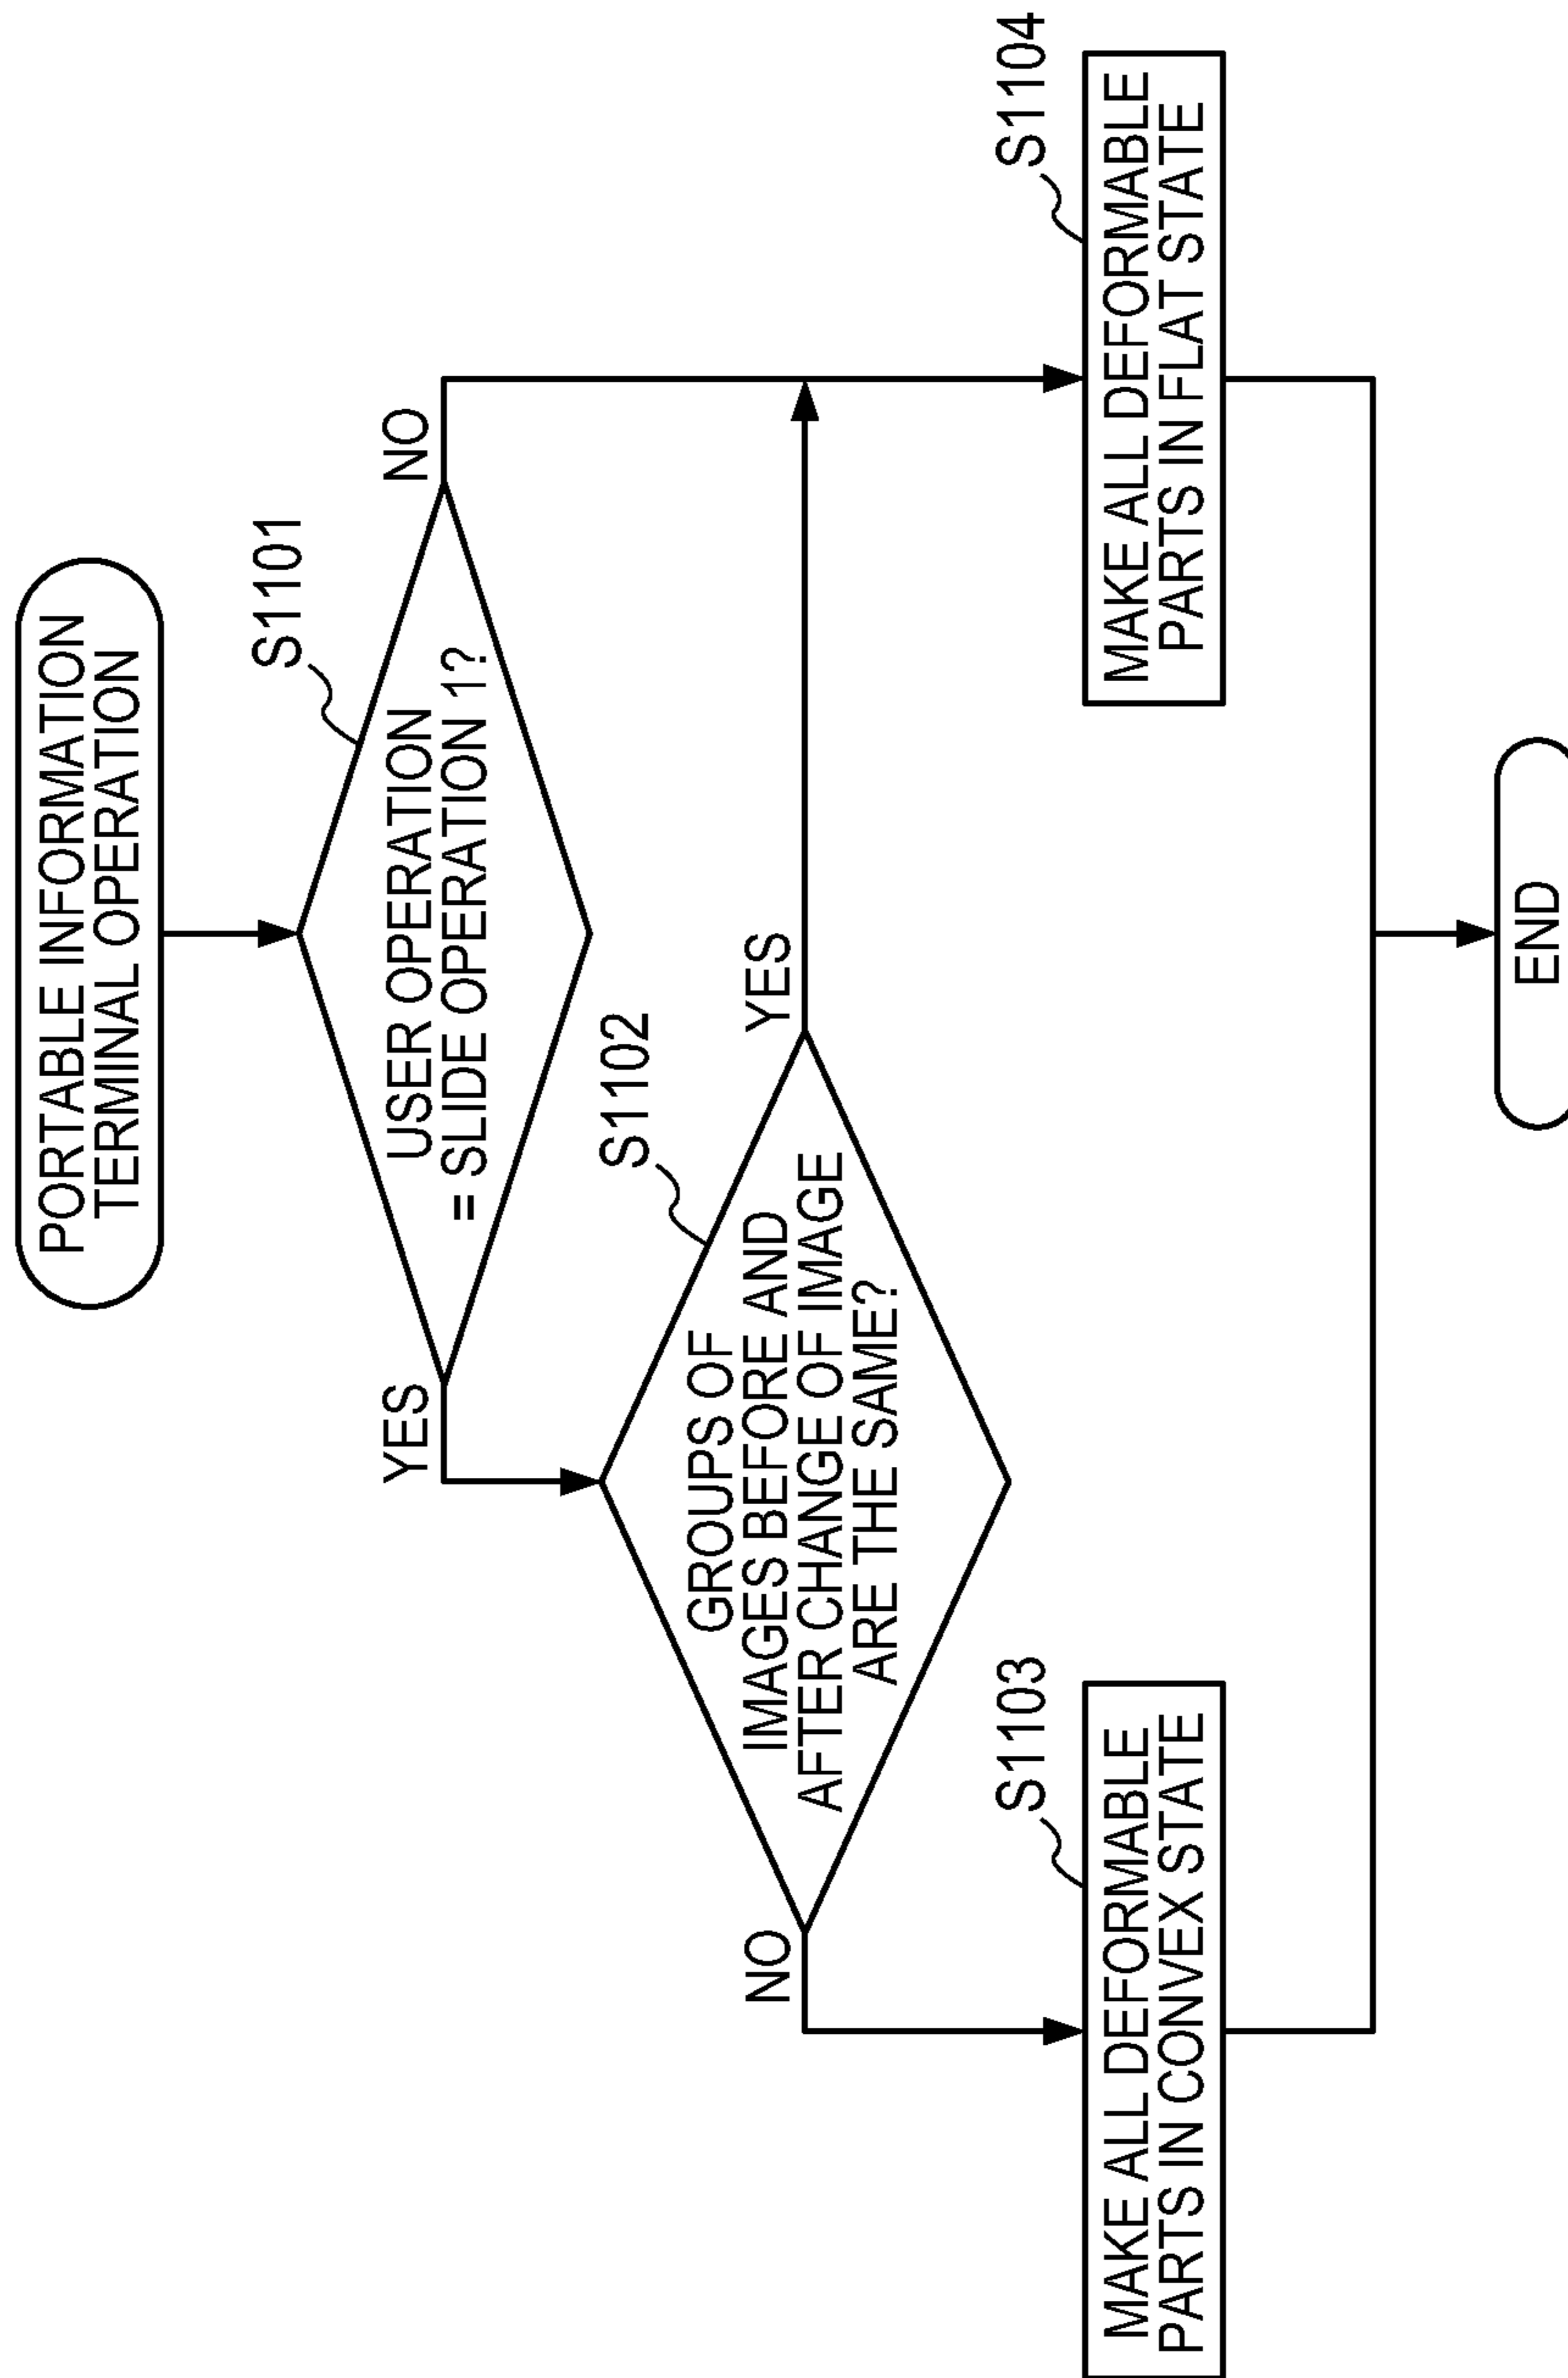 PORTABLE INFORMATION
TERMINAL OPERATION
S1101
USER OPERATION
= SLIDE OPERATION 1?
YES
NO
S1102
GROUPS OF
IMAGES BEFORE AND
AFTER CHANGE OF IMAGE
ARE THE SAME?
NO
YES
S1103
MAKE ALL DEFORMABLE
PARTS IN CONVEX STATE
S1104
MAKE ALL DEFORMABLE
PARTS IN FLAT STATE
END